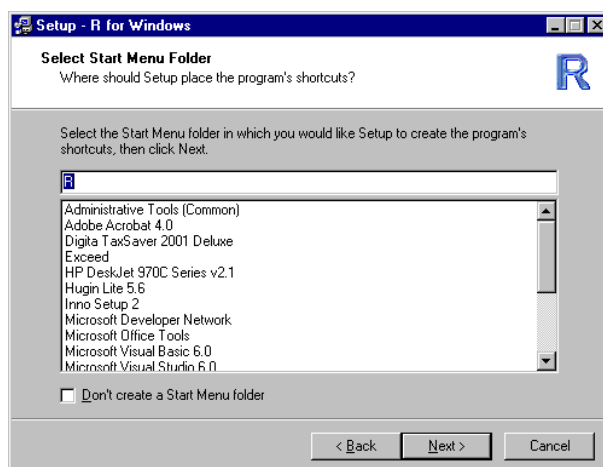 Setup - R for Windows
Select Start Menu Folder
Where should Setup place the program's shortcuts?
R
Select the Start Menu folder in which you would like Setup to create the program's
shortcuts, then click Next.
R
Administrative Tools (Common)
Adobe Acrobat 4.0
Digita TaxSaver 2001 Deluxe
Exceed
HP DeskJet 970C Series v2.1
Hugin Lite 5.6
Inno Setup 2
Microsoft Developer Network
Microsoft Office Tools
Microsoft Visual Basic 6.0
Microsoft Visual Studio 6.0
Don't create a Start Menu folder
< Back Next > Cancel